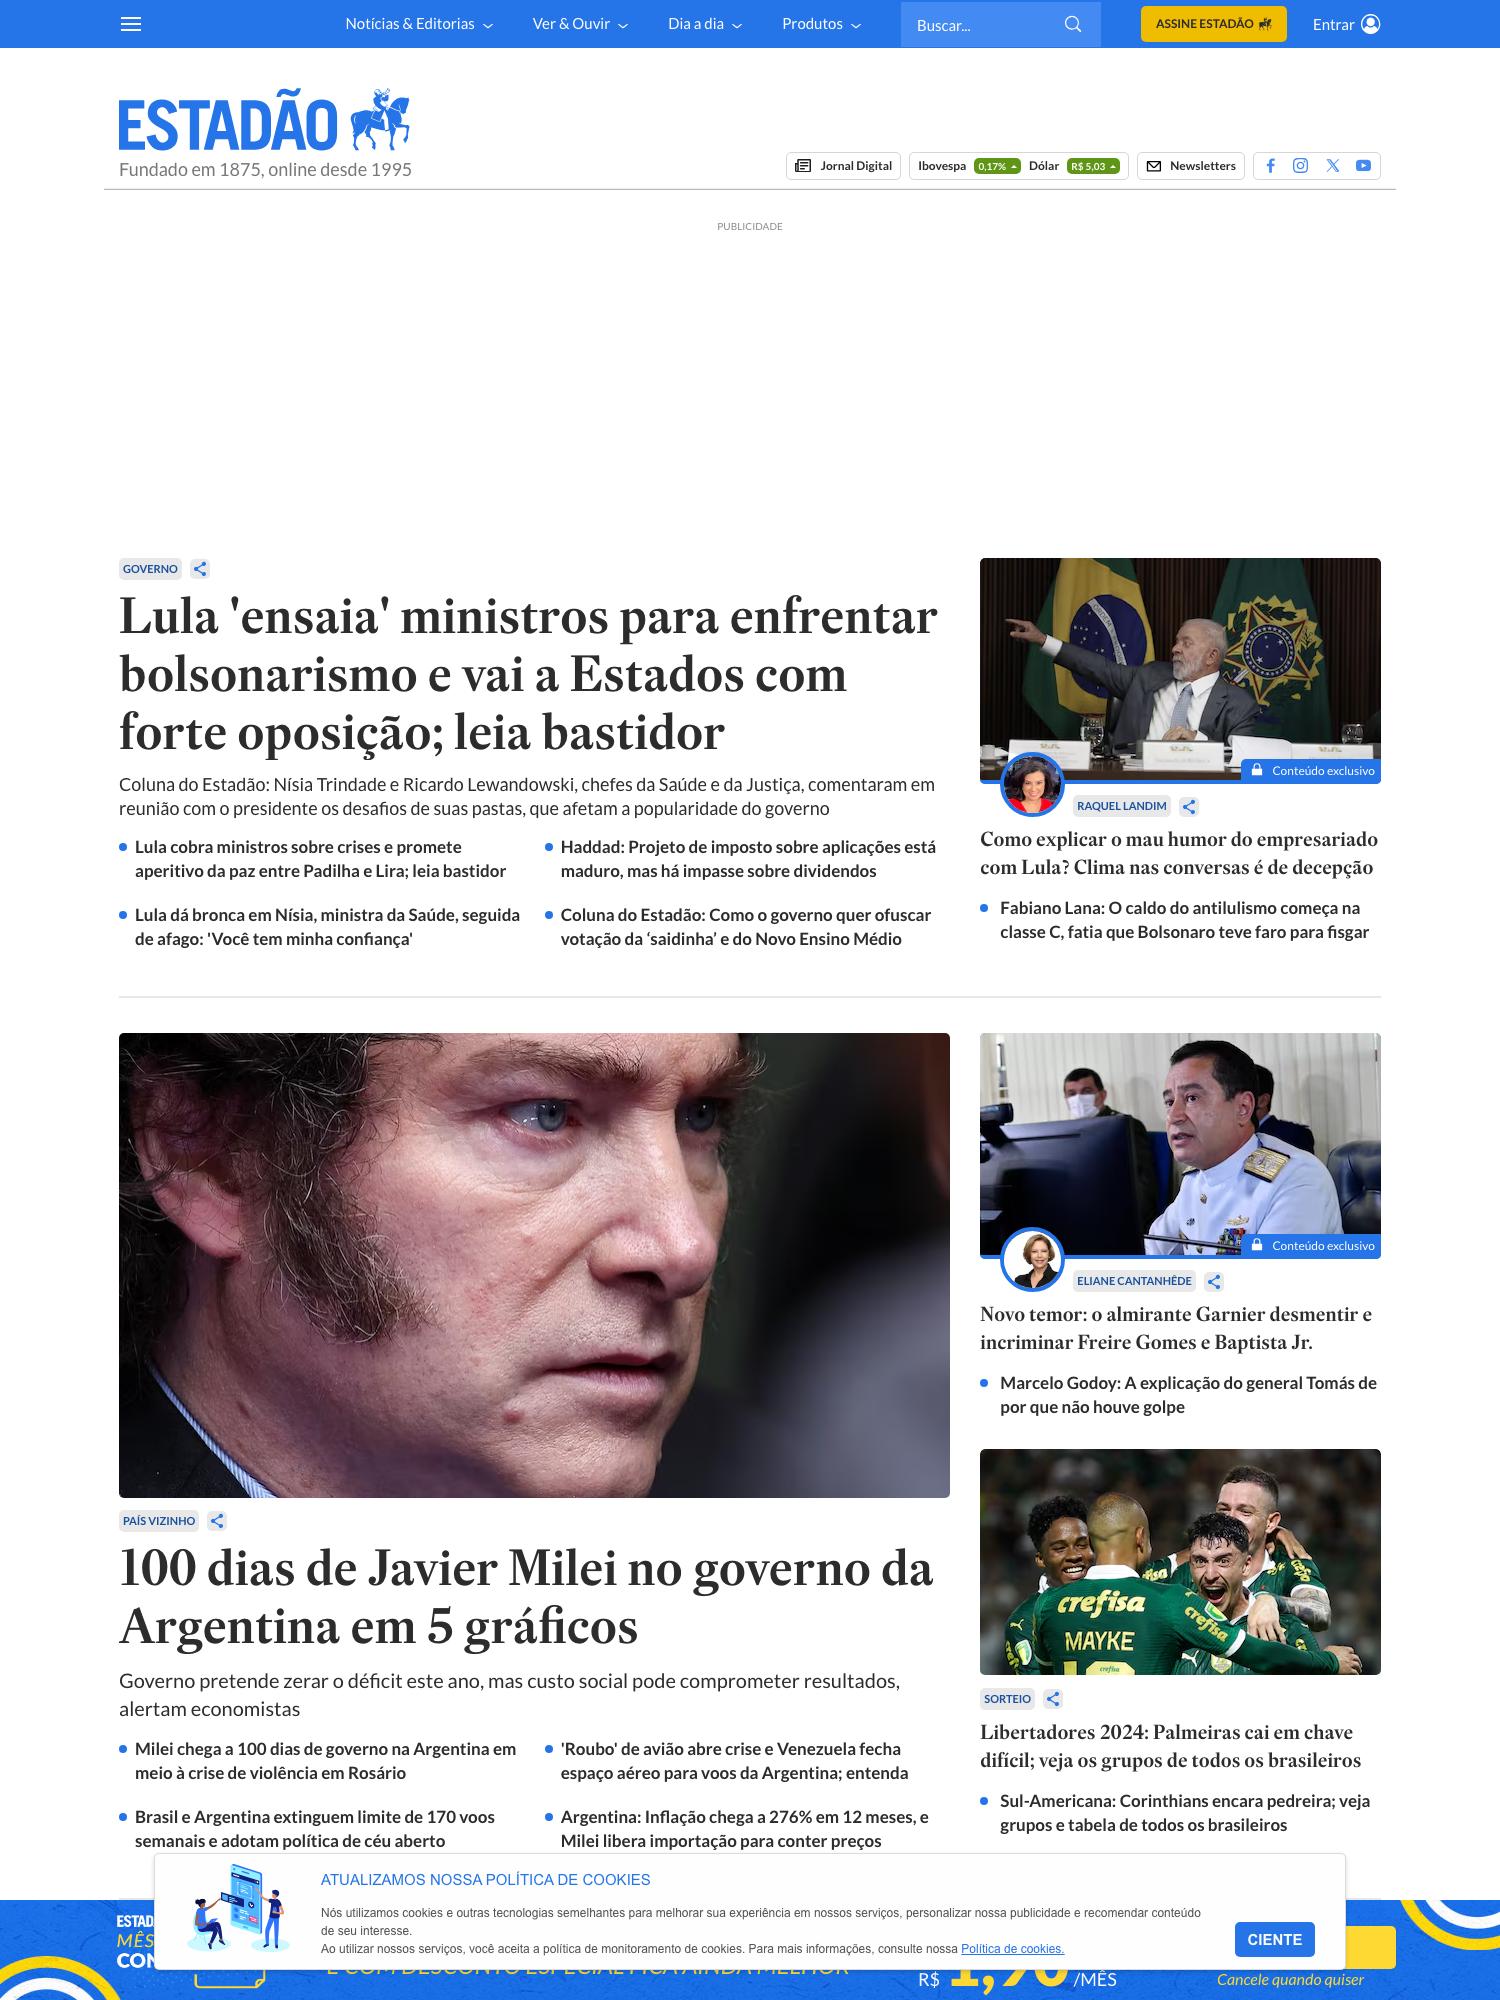 Notícias & Editorias
Ver & Ouvir
Dia a dia
Produtos
Buscar...
ASSINE ESTADÃO
Entrar
ESTADÃO
Fundado em 1875, online desde 1995
Jornal Digital
Ibovespa 0,17% Dólar R$ 5,03
Newsletters
PUBLICIDADE
GOVERNO
Lula 'ensaia' ministros para enfrentar
bolsonarismo e vai a Estados com
forte oposição; leia bastidor
Coluna do Estadão: Nísia Trindade e Ricardo Lewandowski, chefes da Saúde e da Justiça, comentaram em
reunião com o presidente os desafios de suas pastas, que afetam a popularidade do governo
Lula cobra ministros sobre crises e promete
aperitivo da paz entre Padilha e Lira; leia bastidor
Lula dá bronca em Nísia, ministra da Saúde, seguida
de afago: 'Você tem minha confiança'
Haddad: Projeto de imposto sobre aplicações está
maduro, mas há impasse sobre dividendos
Coluna do Estadão: Como o governo quer ofuscar
votação da ‘saidinha’ e do Novo Ensino Médio
Conteúdo exclusivo
RAQUEL LANDIM
Como explicar o mau humor do empresariado
com Lula? Clima nas conversas é de decepção
Fabiano Lana: O caldo do antilulismo começa na
classe C, fatia que Bolsonaro teve faro para fisgar
PAÍS VIZINHO
100 dias de Javier Milei no governo da
Argentina em 5 gráficos
Governo pretende zerar o déficit este ano, mas custo social pode comprometer resultados,
alertam economistas
Milei chega a 100 dias de governo na Argentina em
meio à crise de violência em Rosário
Brasil e Argentina extinguem limite de 170 voos
semanais e adotam política de céu aberto
'Roubo' de avião abre crise e Venezuela fecha
espaço aéreo para voos da Argentina; entenda
Argentina: Inflação chega a 276% em 12 meses, e
Milei libera importação para conter preços
Conteúdo exclusivo
ELIANE CANTANHÊDE
Novo temor: o almirante Garnier desmentir e
incriminar Freire Gomes e Baptista Jr.
Marcelo Godoy: A explicação do general Tomás de
por que não houve golpe
crefisa
MAYKE
crefisa
crefisa
SORTEIO
Libertadores 2024: Palmeiras cai em chave
difícil; veja os grupos de todos os brasileiros
Sul-Americana: Corinthians encara pedreira; veja
grupos e tabela de todos os brasileiros
ATUALIZAMOS NOSSA POLÍTICA DE COOKIES
Nós utilizamos cookies e outras tecnologias semelhantes para melhorar sua experiência em nossos serviços, personalizar nossa publicidade e recomendar conteúdo
de seu interesse.
Ao utilizar nossos serviços, você aceita a política de monitoramento de cookies. Para mais informações, consulte nossa Política de cookies.
CIENTE
ESTAD
MÊS
CON
E COM DESCONTO ESPECIAL FICA AINDA MELHOR
R$ 1,90 /MÊS
Cancele quando quiser